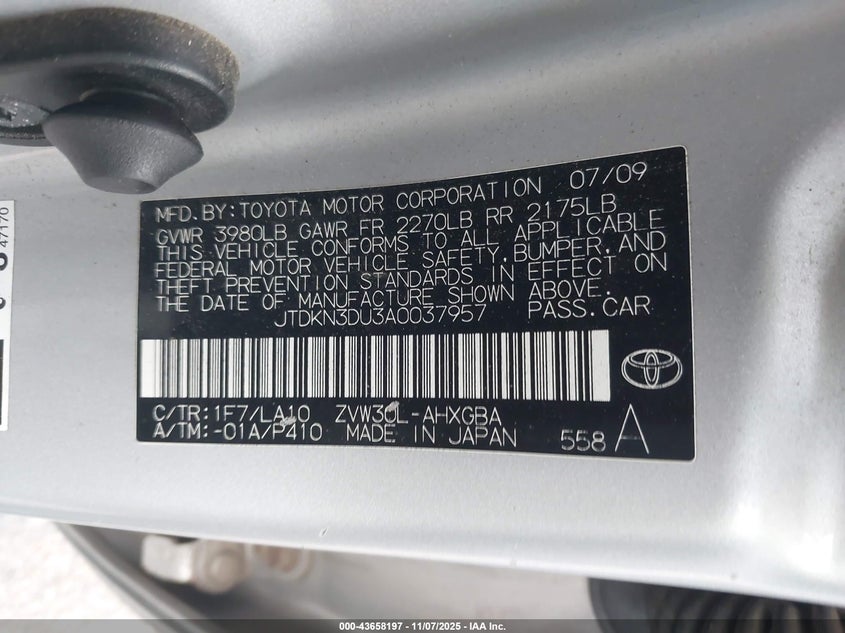 MFD. BY: TOYOTA MOTOR CORPORATION 07/09
GVWR 3980LB GAWR FR 2270LB RR 2175LB
THIS VEHICLE CONFORMS TO ALL APPLICABLE
FEDERAL MOTOR VEHICLE SAFETY, BUMPER, AND
THEFT PREVENTION STANDARDS IN EFFECT ON
THE DATE OF MANUFACTURE SHOWN ABOVE.
JTDKN3DU3A0037957 PASS. CAR
C/TR: 1F7/LA10 ZVW30L-AHXGBA
A/TM: -01A/P410 MADE IN JAPAN 558 A
47170
000-43658197 - 11/07/2025 - IAA Inc.